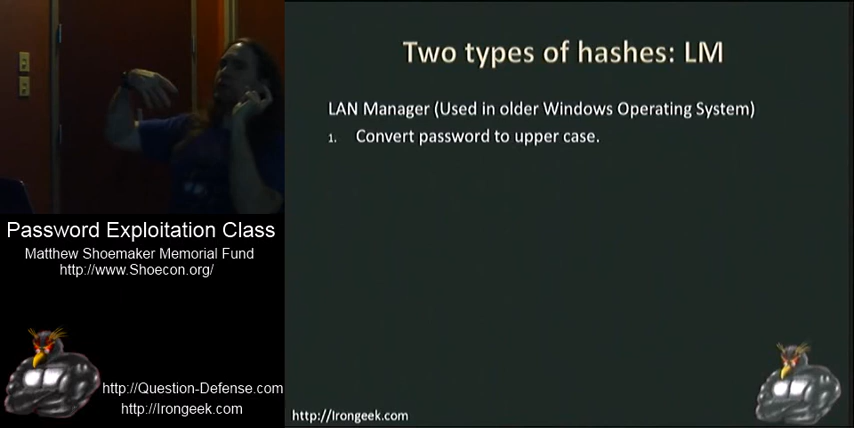 Two types of hashes: LM
LAN Manager (Used in older Windows Operating System)
1. Convert password to upper case.
Password Exploitation Class
Matthew Shoemaker Memorial Fund
http://www.Shoecon.org/
http://Question-Defense.com
http://Irongeek.com
http://Irongeek.com